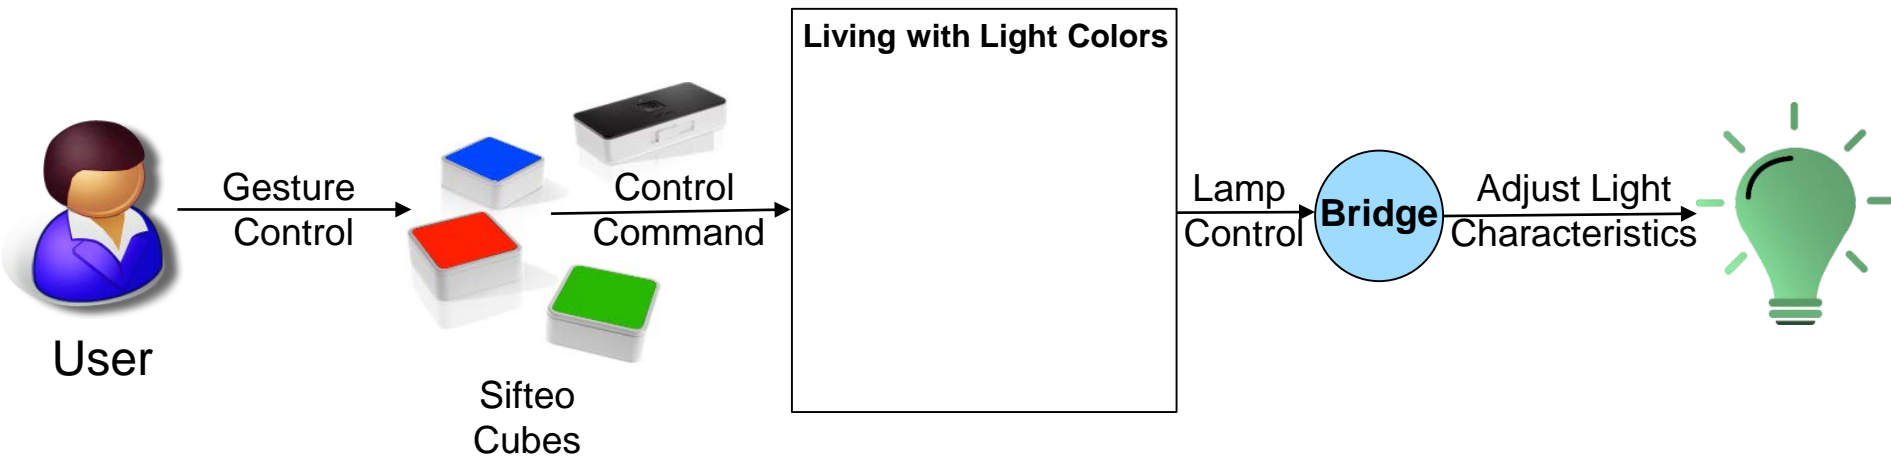 Living with Light Colors
Gesture
Control
Control
Command
Lamp
Control
Bridge
Adjust Light
Characteristics
User
Sifteo
Cubes